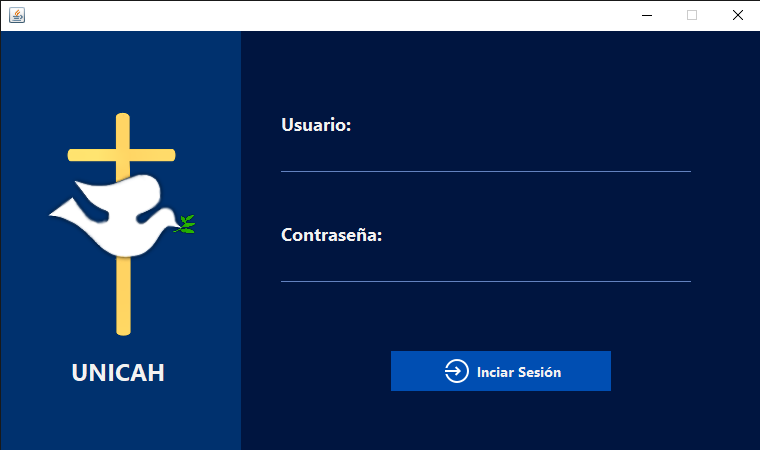 Usuario:
Contraseña:
UNICAH
Inciar Sesión